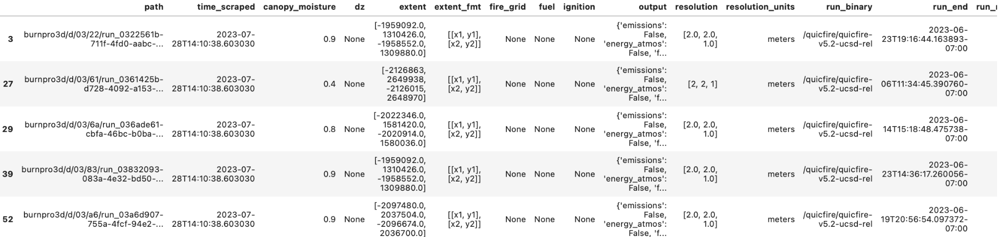 path time_scraped canopy_moisture dz extent extent_fmt fire_grid fuel ignition output resolution resolution_units run_binary run_end
3 burnpro3d/d/03/22/run_0322561b-711f-4fd0-aabc-... 2023-07-28T14:10:38.603030 0.9 None [-1959092.0, 1310426.0, -1958552.0, 1309880.0] [[x1, y1], [x2, y2]] None None None {'emissions': False, 'energy_atmos': False, 'f... [2.0, 2.0, 1.0] meters /quicfire/quicfire-v5.2-ucsd-rel 2023-06-23T19:16:44.163893-07:00
27 burnpro3d/d/03/61/run_0361425b-d728-4092-a153-... 2023-07-28T14:10:38.603030 0.4 None [-2126863, 2649938, -2126015, 2648970] [[x1, y1], [x2, y2]] None None None {'emissions': False, 'energy_atmos': False, 'f... [2, 2, 1] meters /quicfire/quicfire-v5.2-ucsd-rel 2023-06-06T11:34:45.390760-07:00
29 burnpro3d/d/03/6a/run_036ade61-cbfa-46bc-b0ba-... 2023-07-28T14:10:38.603030 0.8 None [-2022346.0, 1581420.0, -2020914.0, 1580036.0] [[x1, y1], [x2, y2]] None None None {'emissions': False, 'energy_atmos': False, 'f... [2.0, 2.0, 1.0] meters /quicfire/quicfire-v5.2-ucsd-rel 2023-06-14T15:18:48.475738-07:00
39 burnpro3d/d/03/83/run_03832093-083a-4e32-bd50-... 2023-07-28T14:10:38.603030 0.9 None [-1959092.0, 1310426.0, -1958552.0, 1309880.0] [[x1, y1], [x2, y2]] None None None {'emissions': False, 'energy_atmos': False, 'f... [2.0, 2.0, 1.0] meters /quicfire/quicfire-v5.2-ucsd-rel 2023-06-23T14:36:17.260056-07:00
52 burnpro3d/d/03/a6/run_03a6d907-755a-4fcf-94e2-... 2023-07-28T14:10:38.603030 0.9 None [-2097480.0, 2037504.0, -2096674.0, 2036700.0] [[x1, y1], [x2, y2]] None None None {'emissions': False, 'energy_atmos': False, 'f... [2.0, 2.0, 1.0] meters /quicfire/quicfire-v5.2-ucsd-rel 2023-06-19T20:56:54.097372-07:00